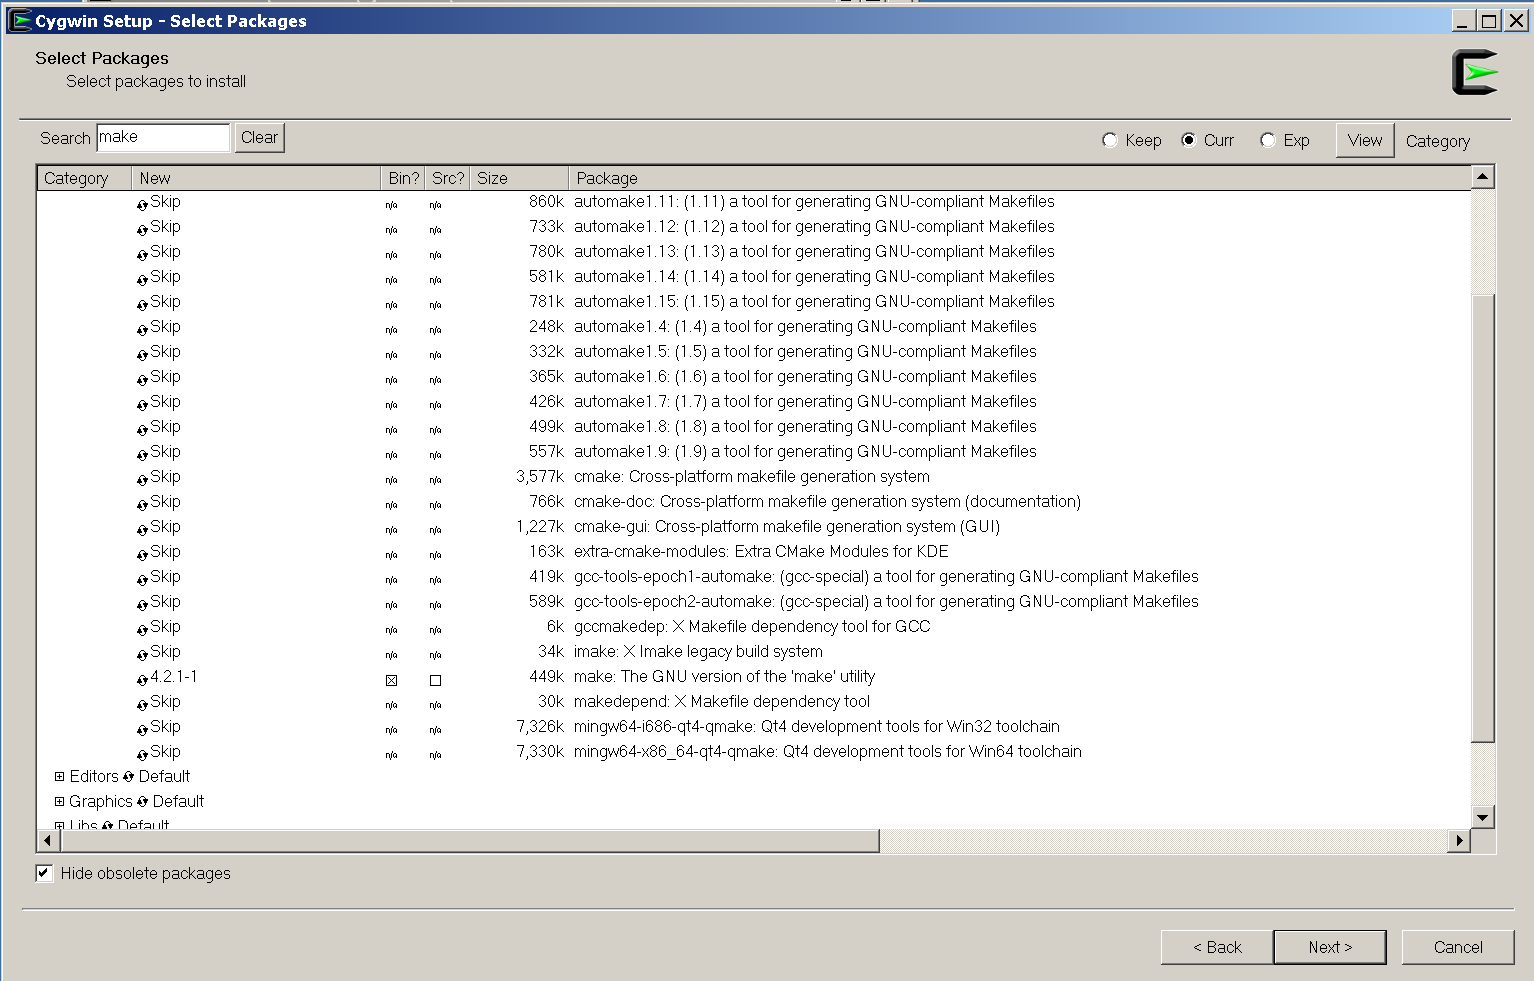 Cygwin Setup - Select Packages
Select Packages
Select packages to install
Search make Clear Keep Curr Exp View Category
Category New Bin? Src? Size Package
Skip n/a n/a 860k automake1.11: (1.11) a tool for generating GNU-compliant Makefiles
Skip n/a n/a 733k automake1.12: (1.12) a tool for generating GNU-compliant Makefiles
Skip n/a n/a 780k automake1.13: (1.13) a tool for generating GNU-compliant Makefiles
Skip n/a n/a 581k automake1.14: (1.14) a tool for generating GNU-compliant Makefiles
Skip n/a n/a 781k automake1.15: (1.15) a tool for generating GNU-compliant Makefiles
Skip n/a n/a 248k automake1.4: (1.4) a tool for generating GNU-compliant Makefiles
Skip n/a n/a 332k automake1.5: (1.5) a tool for generating GNU-compliant Makefiles
Skip n/a n/a 365k automake1.6: (1.6) a tool for generating GNU-compliant Makefiles
Skip n/a n/a 426k automake1.7: (1.7) a tool for generating GNU-compliant Makefiles
Skip n/a n/a 499k automake1.8: (1.8) a tool for generating GNU-compliant Makefiles
Skip n/a n/a 557k automake1.9: (1.9) a tool for generating GNU-compliant Makefiles
Skip n/a n/a 3,577k cmake: Cross-platform makefile generation system
Skip n/a n/a 766k cmake-doc: Cross-platform makefile generation system (documentation)
Skip n/a n/a 1,227k cmake-gui: Cross-platform makefile generation system (GUI)
Skip n/a n/a 163k extra-cmake-modules: Extra CMake Modules for KDE
Skip n/a n/a 419k gcc-tools-epoch1-automake: (gcc-special) a tool for generating GNU-compliant Makefiles
Skip n/a n/a 589k gcc-tools-epoch2-automake: (gcc-special) a tool for generating GNU-compliant Makefiles
Skip n/a n/a 6k gccmakedep: X Makefile dependency tool for GCC
Skip n/a n/a 34k imake: X Imake legacy build system
4.2.1-1 449k make: The GNU version of the 'make' utility
Skip n/a n/a 30k makedepend: X Makefile dependency tool
Skip n/a n/a 7,326k mingw64-i686-qt4-qmake: Qt4 development tools for Win32 toolchain
Skip n/a n/a 7,330k mingw64-x86_64-qt4-qmake: Qt4 development tools for Win64 toolchain
Editors Default
Graphics Default
Libs Default
Hide obsolete packages
< Back Next > Cancel